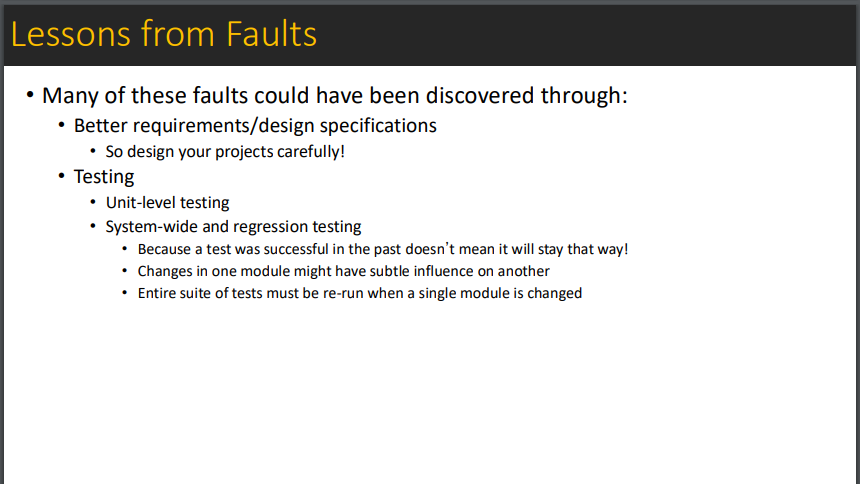 Lessons from Faults
• Many of these faults could have been discovered through:
• Better requirements/design specifications
• So design your projects carefully!
• Testing
• Unit-level testing
• System-wide and regression testing
• Because a test was successful in the past doesn't mean it will stay that way!
• Changes in one module might have subtle influence on another
• Entire suite of tests must be re-run when a single module is changed